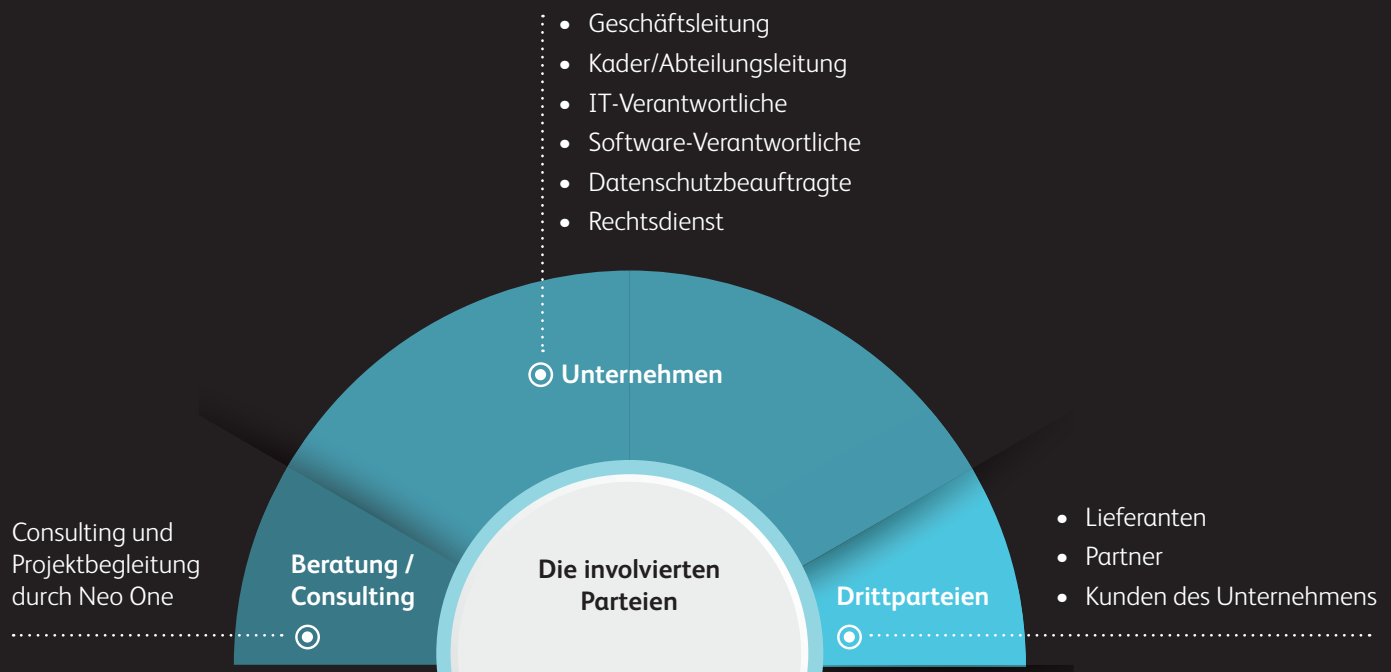 • Geschäftsleitung
• Kader/Abteilungsleitung
• IT-Verantwortliche
• Software-Verantwortliche
• Datenschutzbeauftragte
• Rechtsdienst
Unternehmen
Consulting und
Projektbegleitung
durch Neo One
Beratung /
Consulting
Die involvierten
Parteien
Drittparteien
• Lieferanten
• Partner
• Kunden des Unternehmens